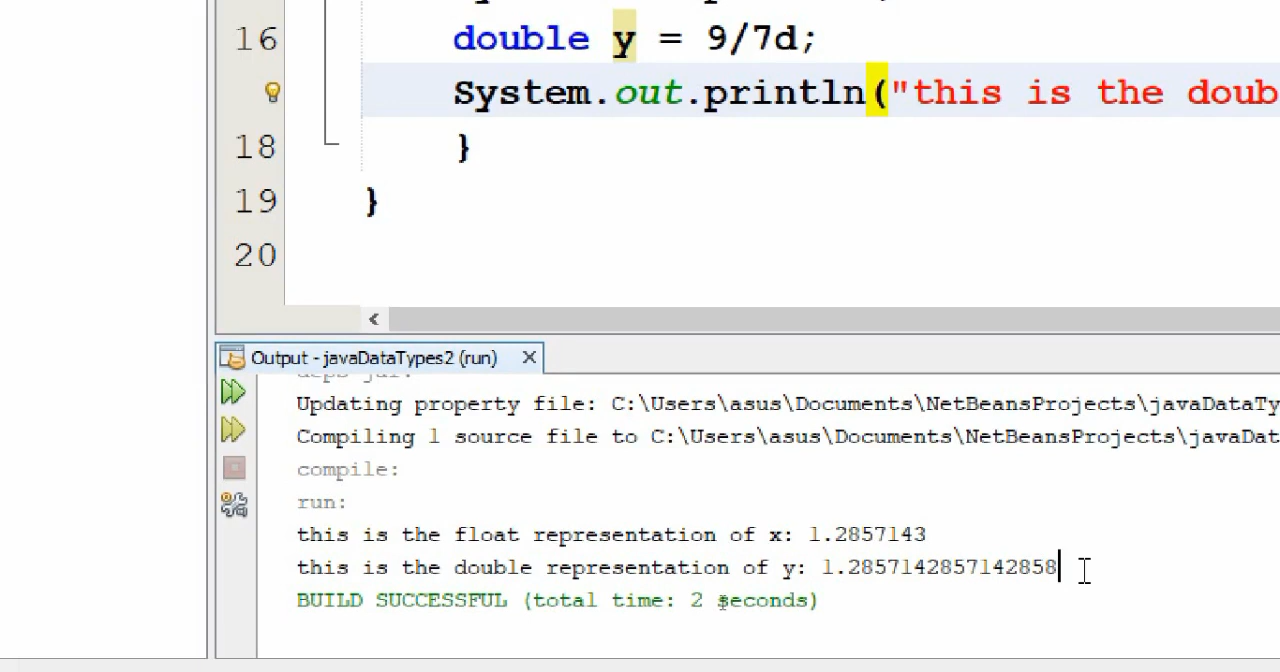 16 double y = 9/7d;
System.out.println("this is the doub
18 }
19 }
20
Output - javaDataTypes2 (run)
deps-jar:
Updating property file: C:\Users\asus\Documents\NetBeansProjects\javaDataTy
Compiling 1 source file to C:\Users\asus\Documents\NetBeansProjects\javaDat
compile:
run:
this is the float representation of x: 1.2857143
this is the double representation of y: 1.2857142857142858
BUILD SUCCESSFUL (total time: 2 seconds)